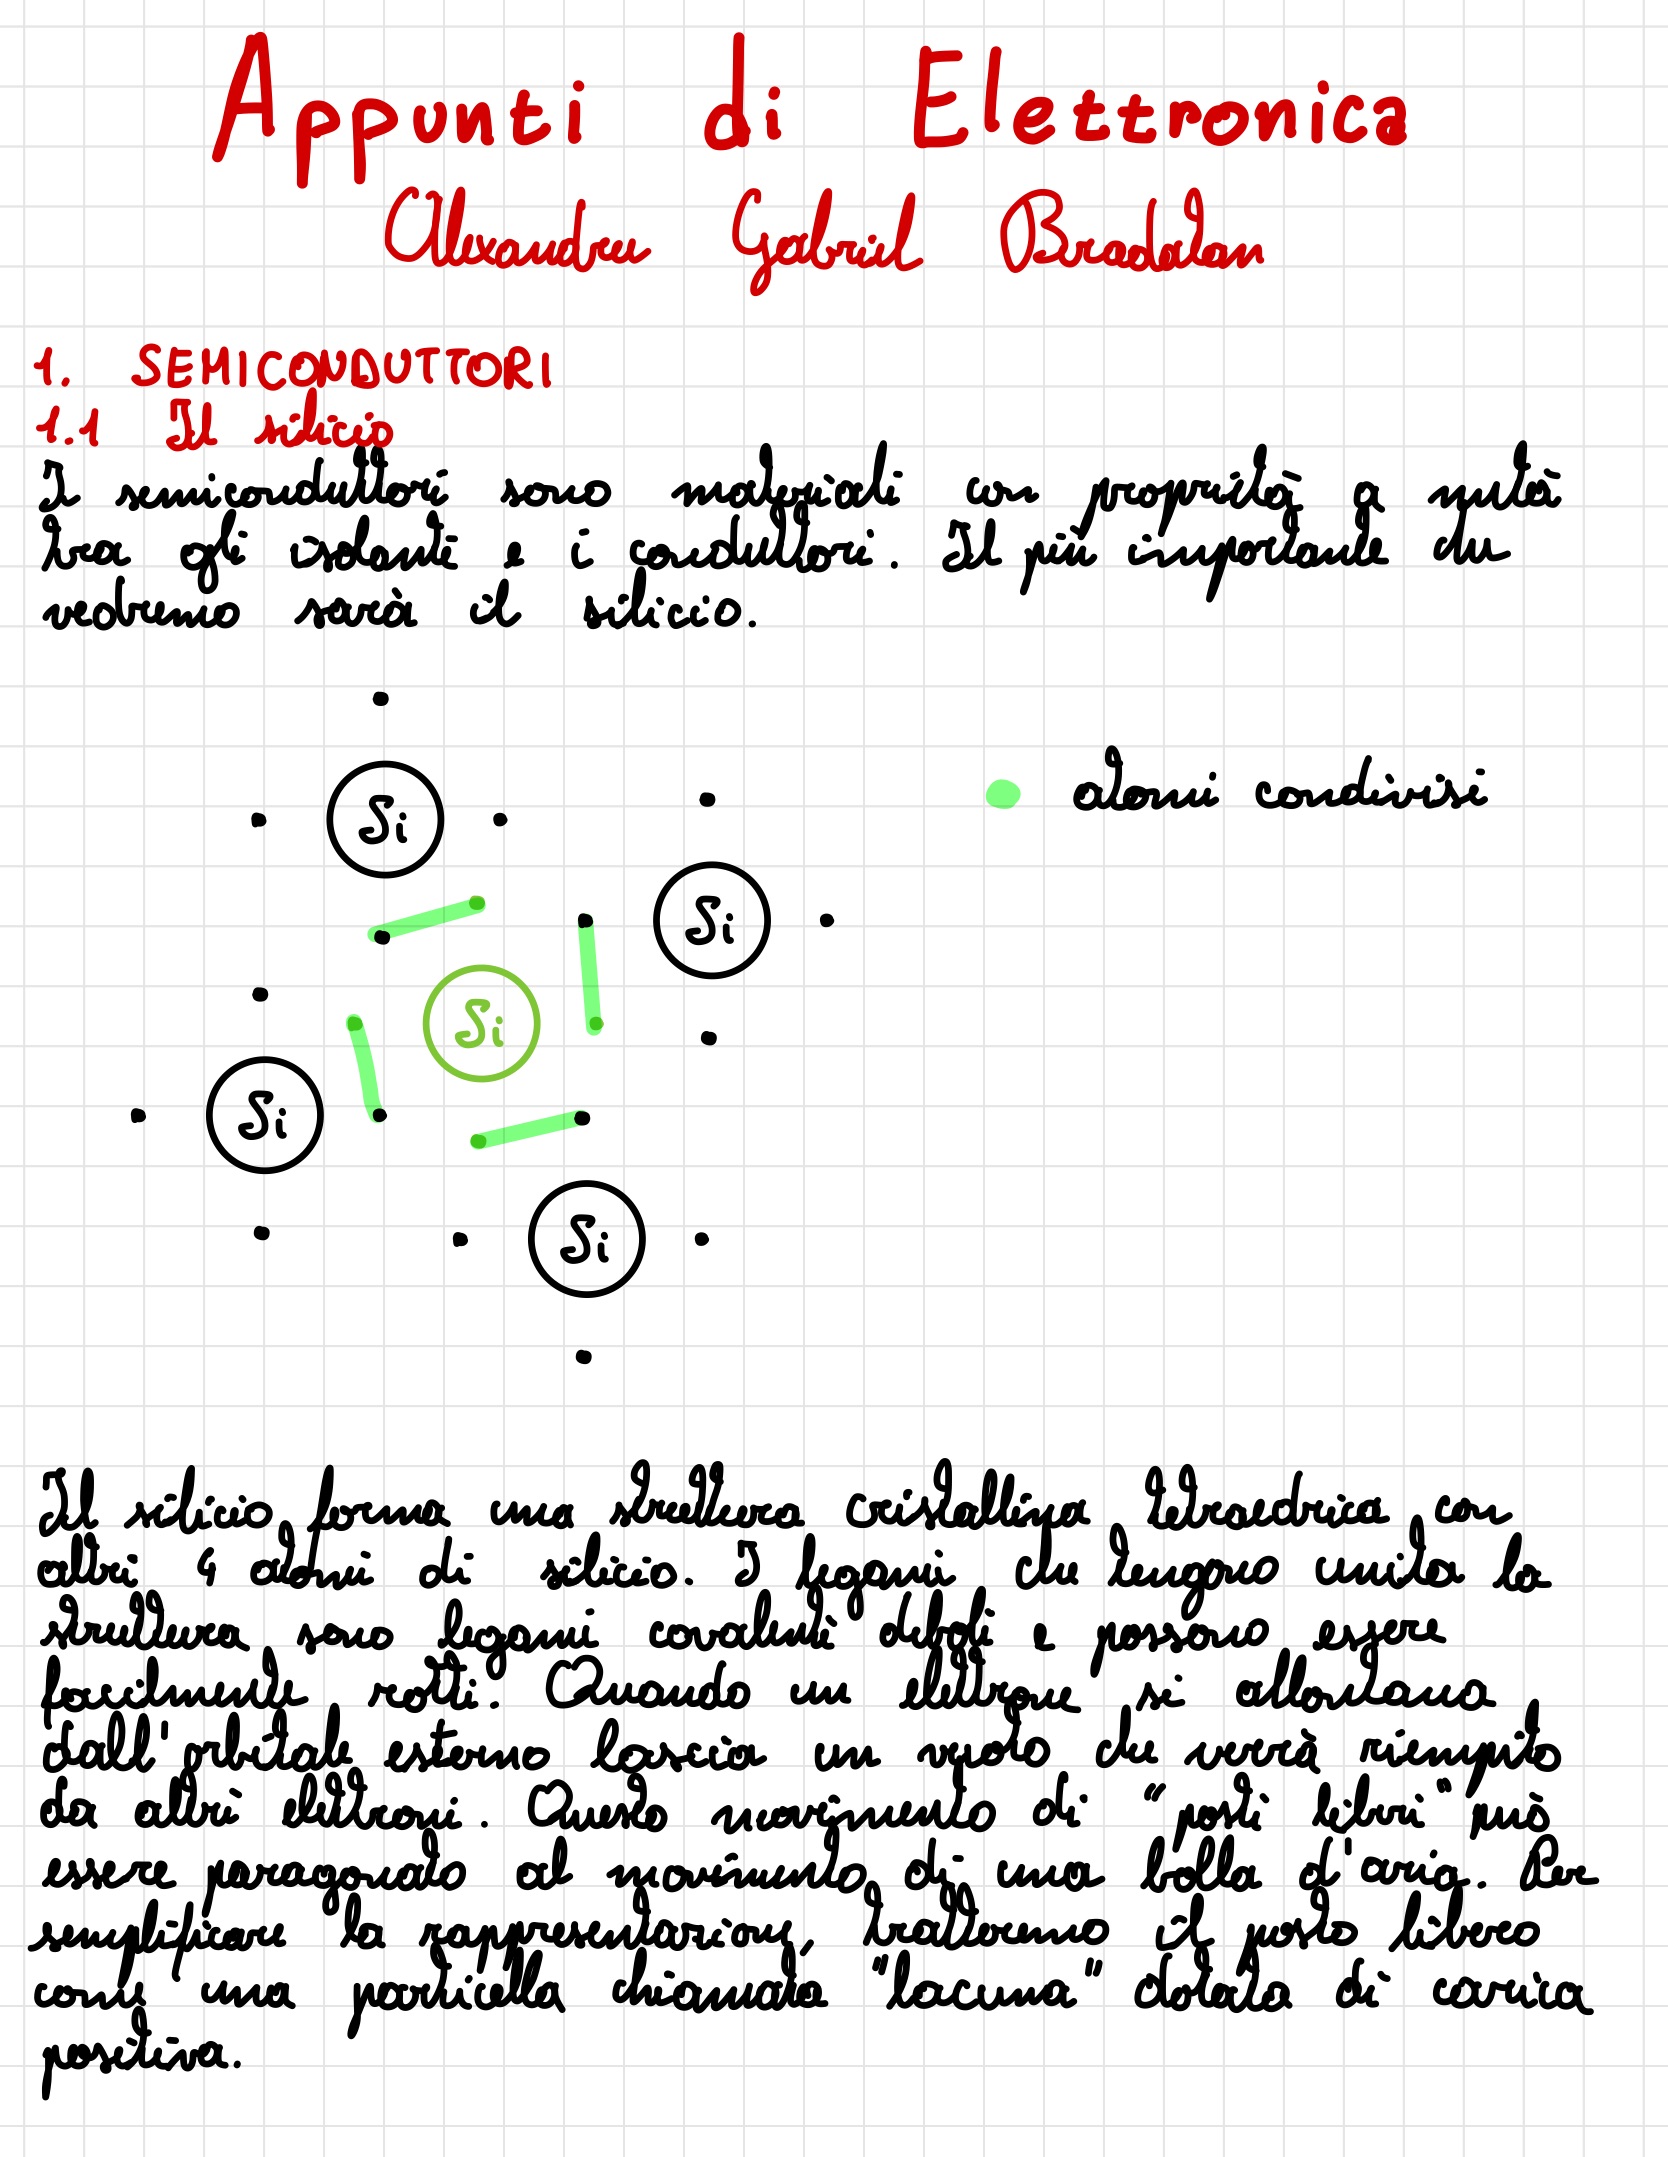 Appunti di Elettronica
Alexandru Gabriel Bradatan
1. SEMICONDUTTORI
1.1 Il silicio
I semiconduttori sono materiali con proprietà a metà
tra gli isolanti e i conduttori. Il più importante che
vedremo sarà il silicio.
Si
atomi condivisi
Si
Si
Si
Si
Il silicio forma una struttura cristallina tetraedrica con
altri 4 atomi di silicio. I legami che tengono unita la
struttura sono legami covalenti deboli e possono essere
facilmente rotti. Quando un elettrone si allontana
dall'orbitale esterno lascia un vuoto che verrà riempito
da altri elettroni. Questo movimento di "posti liberi" può
essere paragonato al movimento di una bolla d'aria. Per
semplificare la rappresentazione, tratteremo il posto libero
come una particella chiamata "lacuna" dotata di carica
positiva.